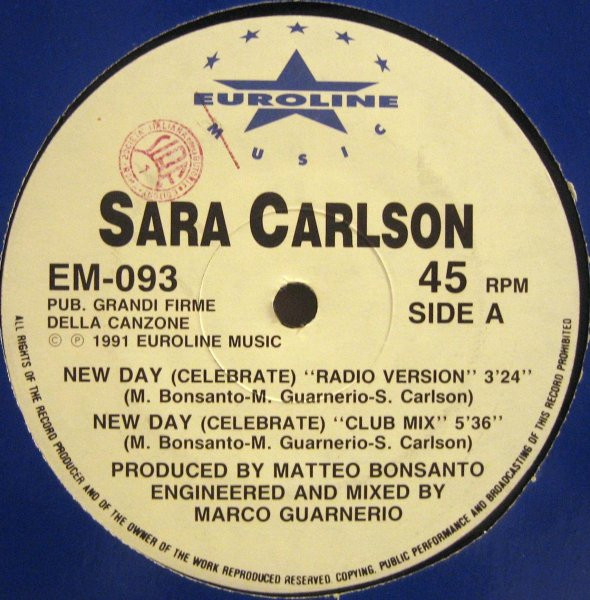 EUROLINE
MUSIC
SIAE
SARA CARLSON
EM-093
45 RPM
PUB. GRANDI FIRME
DELLA CANZONE
SIDE A
© ℗ 1991 EUROLINE MUSIC
NEW DAY (CELEBRATE) "RADIO VERSION" 3'24"
(M. Bonsanto-M. Guarnerio-S. Carlson)
NEW DAY (CELEBRATE) "CLUB MIX" 5'36"
(M. Bonsanto-M. Guarnerio-S. Carlson)
PRODUCED BY MATTEO BONSANTO
ENGINEERED AND MIXED BY
MARCO GUARNERIO
ALL RIGHTS OF THE RECORD PRODUCER AND OF THE OWNER OF THE WORK REPRODUCED RESERVED. COPYING, PUBLIC PERFORMANCE AND BROADCASTING OF THIS RECORD PROHIBITED